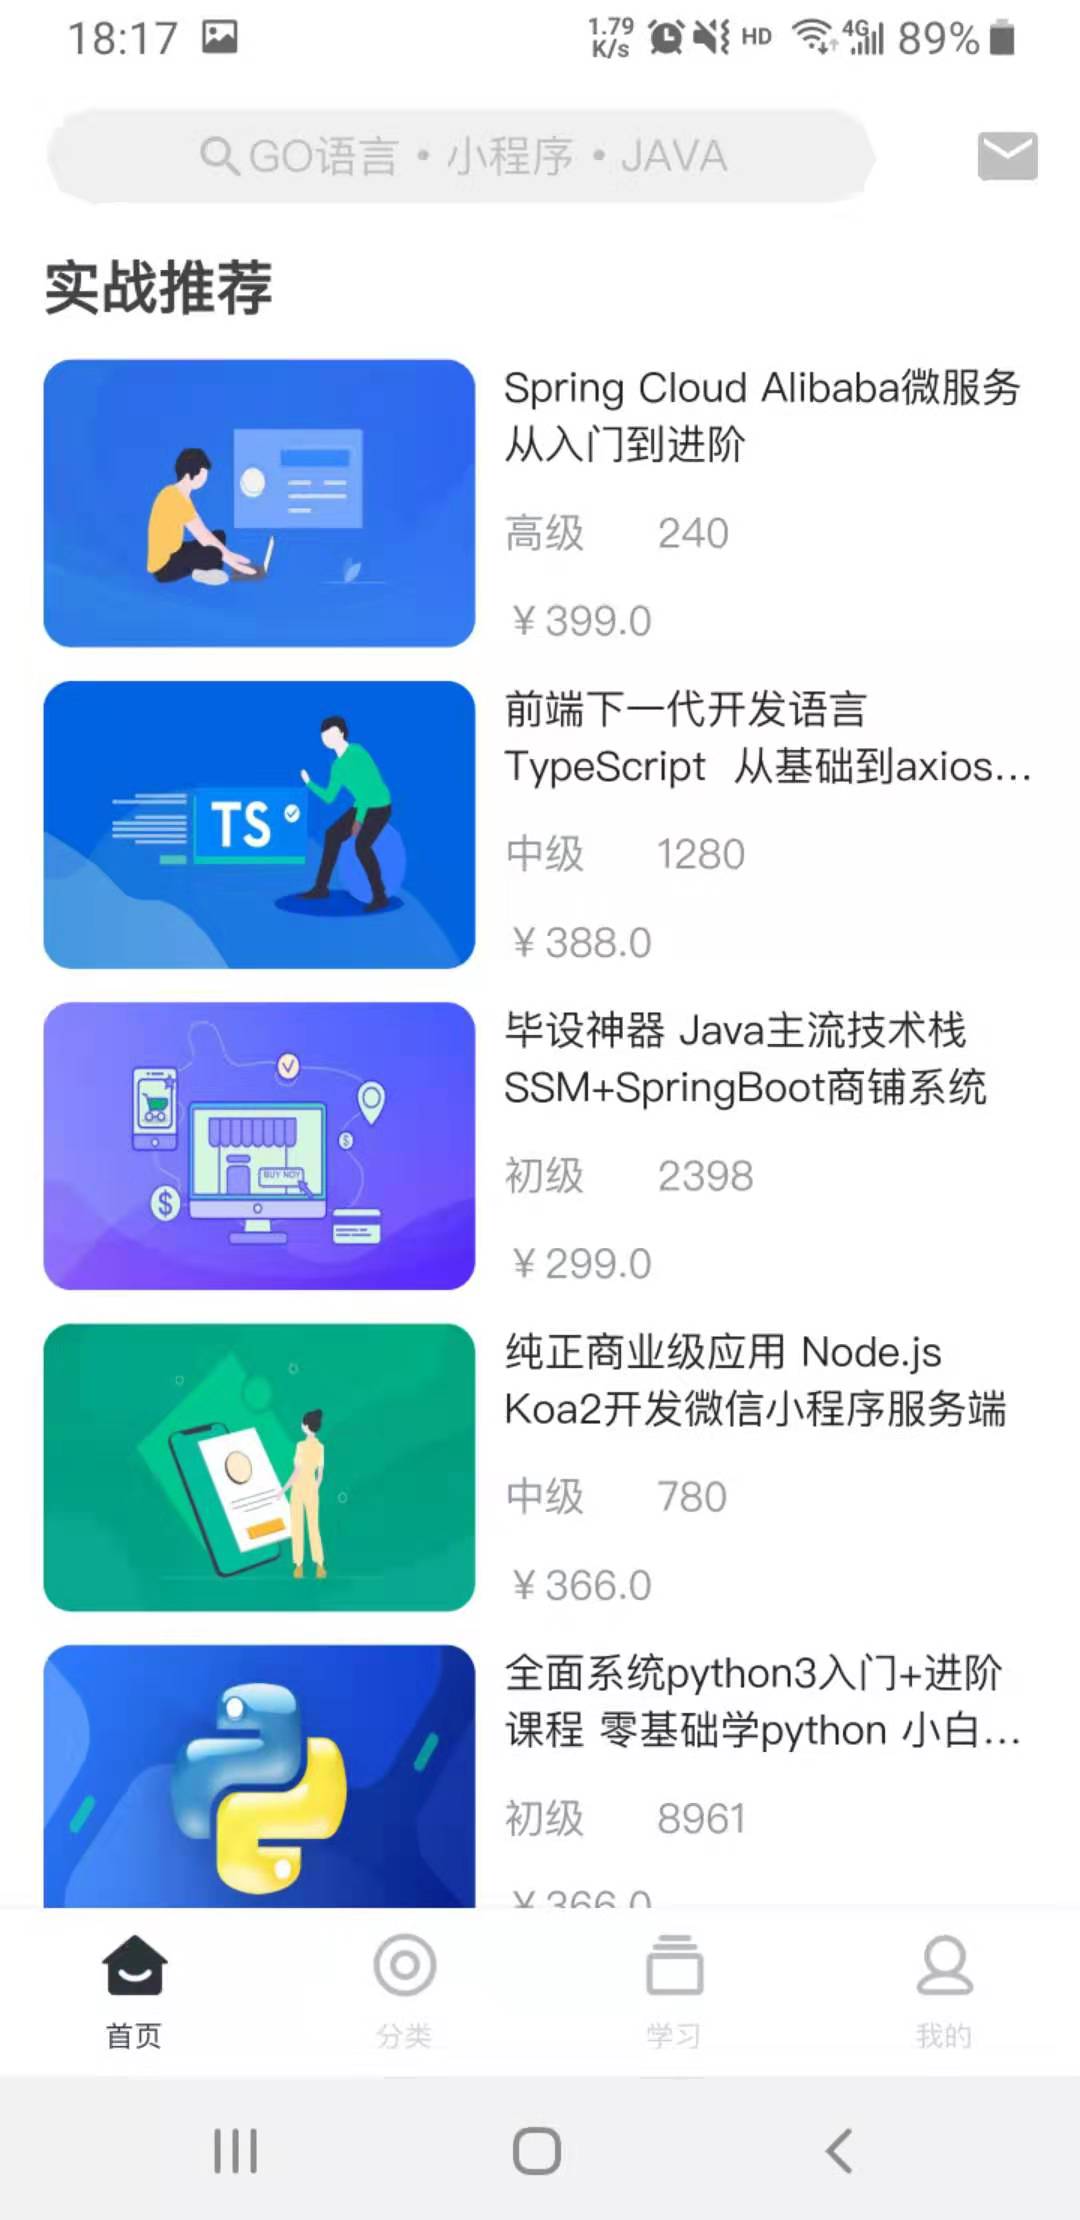 18:17
1.79
K/s
HD
4G
89%
GO语言 • 小程序 • JAVA
实战推荐
Spring Cloud Alibaba微服务
从入门到进阶
高级 240
¥399.0
TS
前端下一代开发语言
TypeScript 从基础到axios...
中级 1280
¥388.0
BUY NOY
$
$
毕设神器 Java主流技术栈
SSM+SpringBoot商铺系统
初级 2398
¥299.0
纯正商业级应用 Node.js
Koa2开发微信小程序服务端
中级 780
¥366.0
全面系统python3入门+进阶
课程 零基础学python 小白...
初级 8961
¥366.0
首页
分类
学习
我的